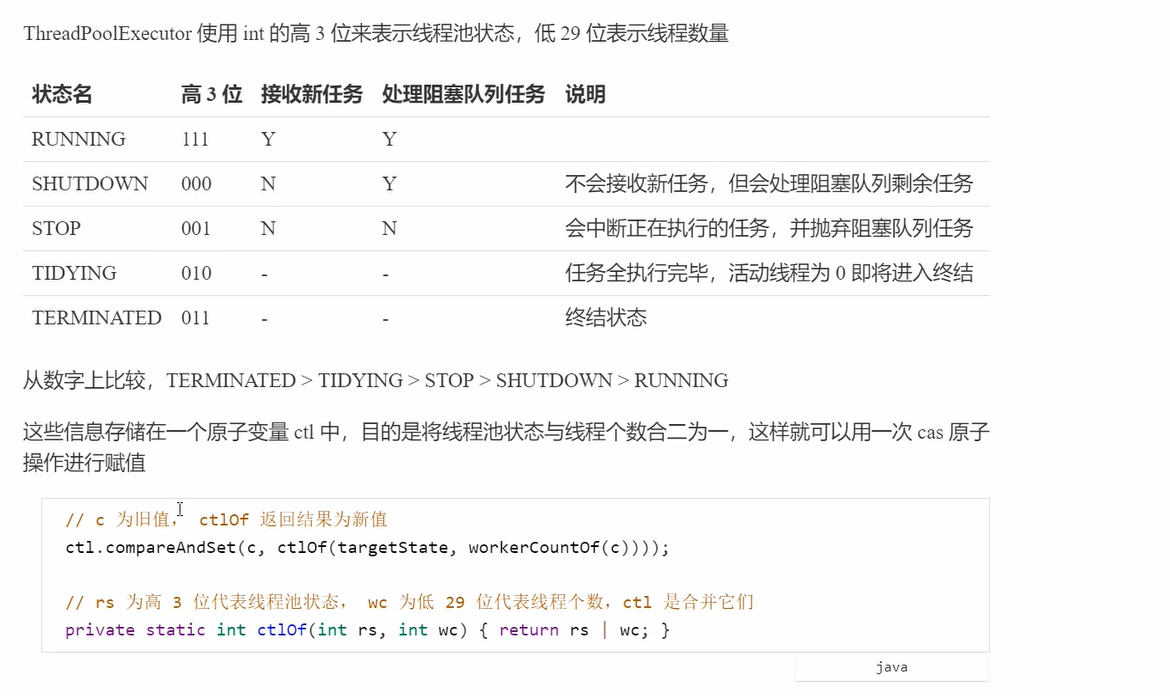 ThreadPoolExecutor 使用 int 的高 3 位来表示线程池状态，低 29 位表示线程数量
状态名 高 3 位 接收新任务 处理阻塞队列任务 说明
RUNNING 111 Y Y
SHUTDOWN 000 N Y 不会接收新任务，但会处理阻塞队列剩余任务
STOP 001 N N 会中断正在执行的任务，并抛弃阻塞队列任务
TIDYING 010 - - 任务全执行完毕，活动线程为 0 即将进入终结
TERMINATED 011 - - 终结状态
从数字上比较，TERMINATED > TIDYING > STOP > SHUTDOWN > RUNNING
这些信息存储在一个原子变量 ctl 中，目的是将线程池状态与线程个数合二为一，这样就可以用一次 cas 原子
操作进行赋值
// c 为旧值， ctlOf 返回结果为新值
ctl.compareAndSet(c, ctlOf(targetState, workerCountOf(c))));
// rs 为高 3 位代表线程池状态， wc 为低 29 位代表线程个数，ctl 是合并它们
private static int ctlOf(int rs, int wc) { return rs | wc; }
java